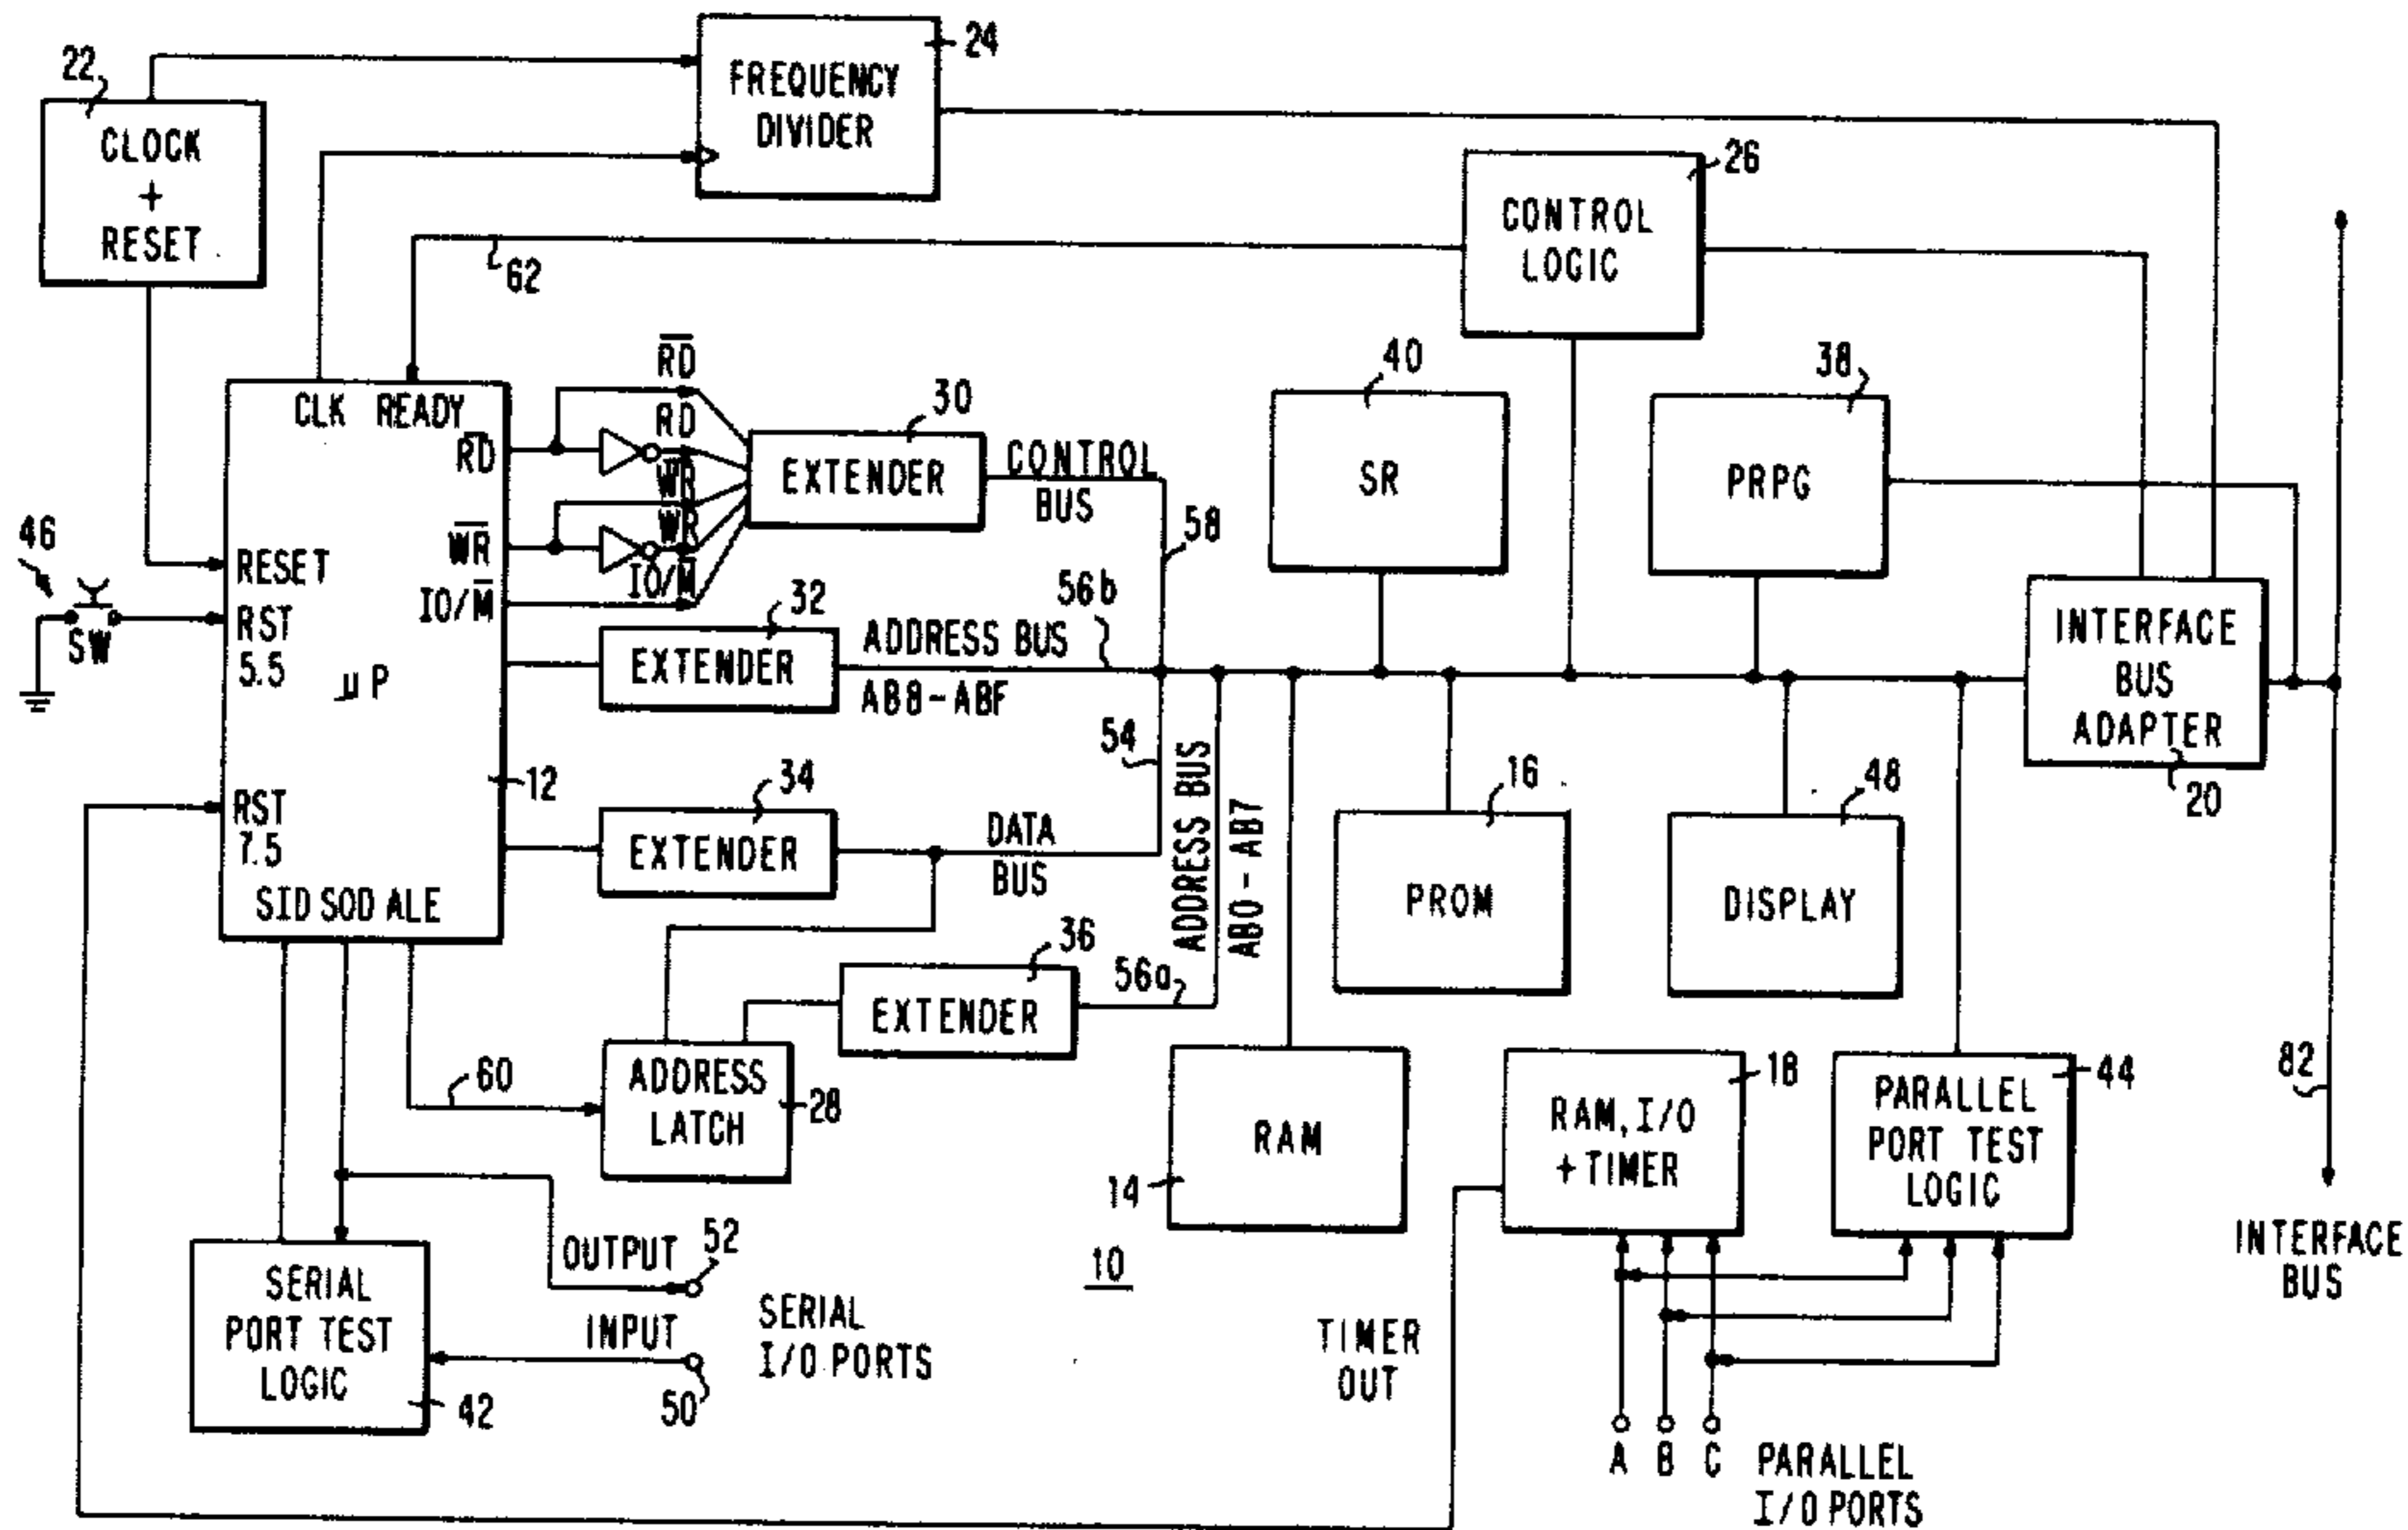 22
CLOCK
+
RESET
24
FREQUENCY
DIVIDER
26
CONTROL
LOGIC
62
CLK READY
R̅D̅
W̅R̅
IO/M̅
RESET
RST
5.5
µP
12
RST
7.5
SID SOD ALE
46
SW
R̅D̅
RD
W̅R̅
WR
IO/M̅
30
EXTENDER
CONTROL
BUS
58
32
EXTENDER
ADDRESS BUS
AB8-ABF
56b
34
EXTENDER
DATA
BUS
54
ADDRESS BUS
AB0-AB7
36
EXTENDER
56a
60
ADDRESS
LATCH
28
40
SR
38
PRPG
INTERFACE
BUS
ADAPTER
20
16
PROM
48
DISPLAY
RAM
14
RAM, I/O
+ TIMER
18
PARALLEL
PORT TEST
LOGIC
44
82
INTERFACE
BUS
SERIAL
PORT TEST
LOGIC
42
OUTPUT
52
INPUT
50
SERIAL
I/O PORTS
10
TIMER
OUT
A B C
PARALLEL
I/O PORTS